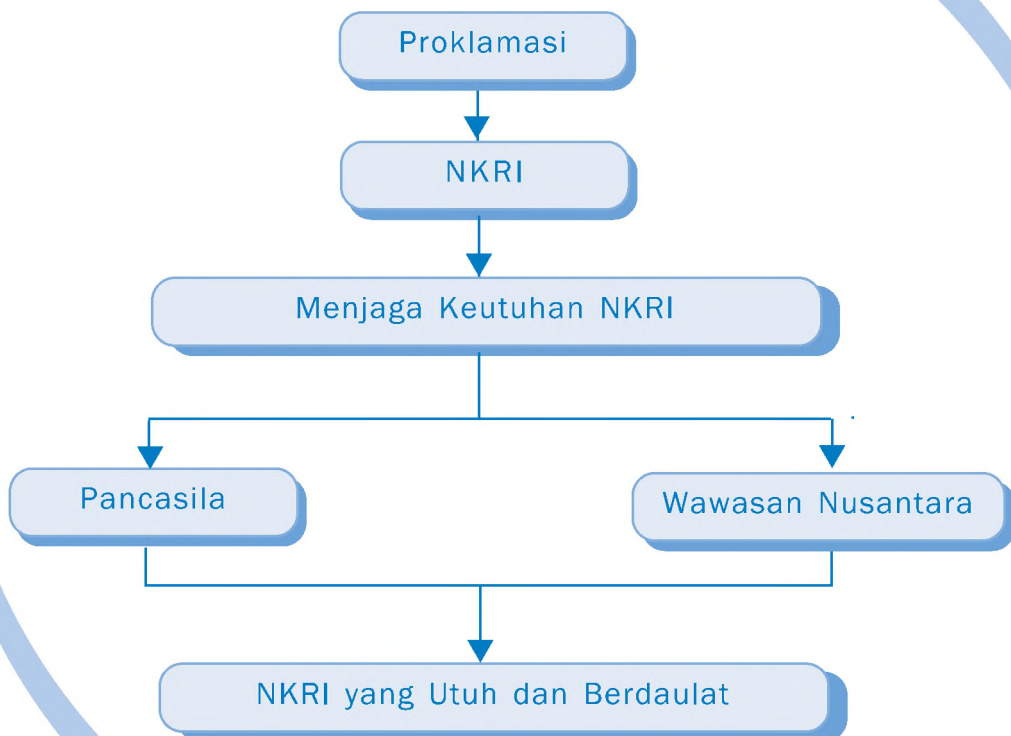 Proklamasi
NKRI
Menjaga Keutuhan NKRI
Pancasila
Wawasan Nusantara
NKRI yang Utuh dan Berdaulat